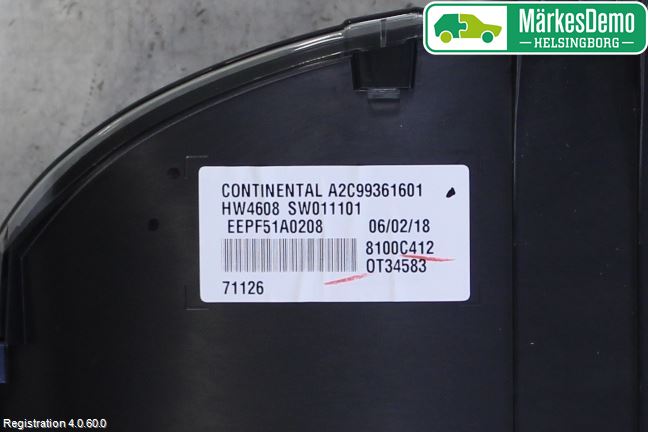 MärkesDemo
HELSINGBORG
CONTINENTAL A2C99361601
HW4608 SW011101
EEPF51A0208 06/02/18
8100C412
OT34583
71126
Registration 4.0.60.0